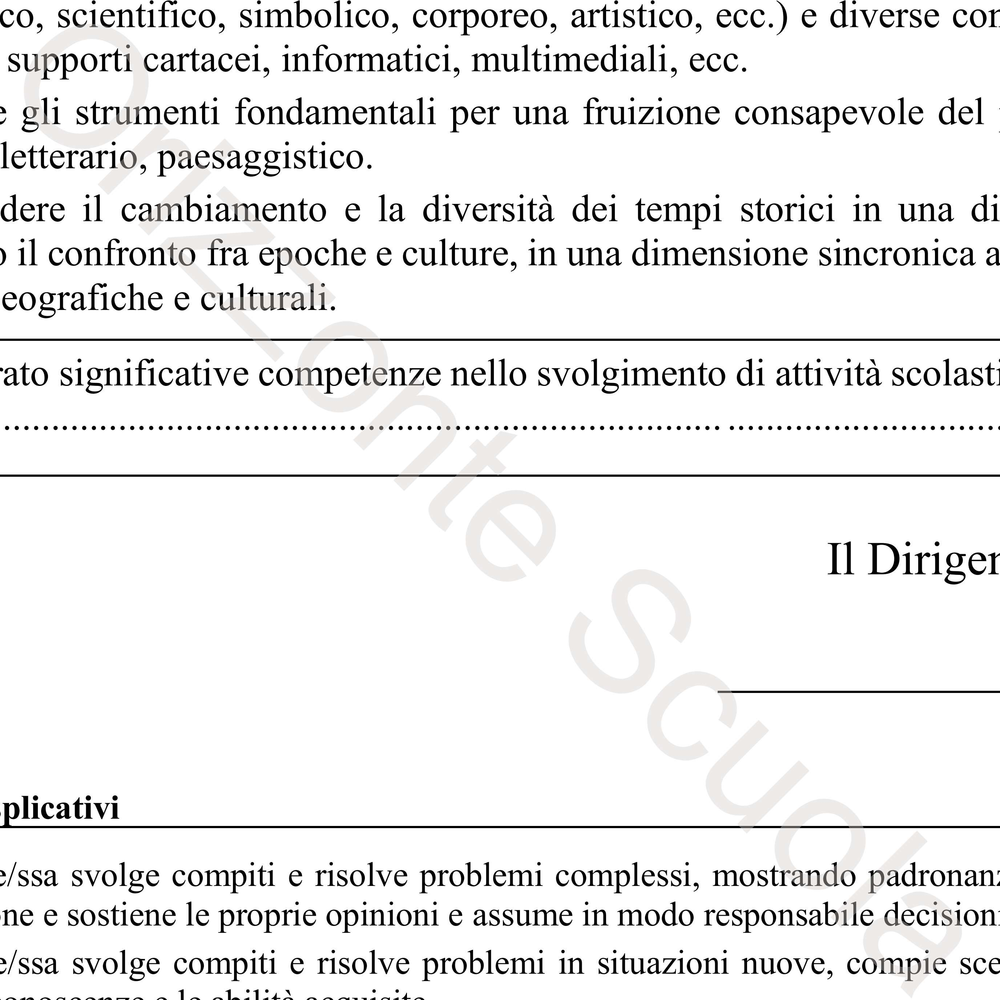 co, scientifico, simbolico, corporeo, artistico, ecc.) e diverse con
supporti cartacei, informatici, multimediali, ecc.
e gli strumenti fondamentali per una fruizione consapevole del
letterario, paesaggistico.
dere il cambiamento e la diversità dei tempi storici in una di
o il confronto fra epoche e culture, in una dimensione sincronica a
eografiche e culturali.
rato significative competenze nello svolgimento di attività scolasti
........................................................................... .............................
Il Dirigen
splicativi
e/ssa svolge compiti e risolve problemi complessi, mostrando padronanz
one e sostiene le proprie opinioni e assume in modo responsabile decisioni
e/ssa svolge compiti e risolve problemi in situazioni nuove, compie sce
conoscenze e le abilità acquisite
Orizzonte Scuola